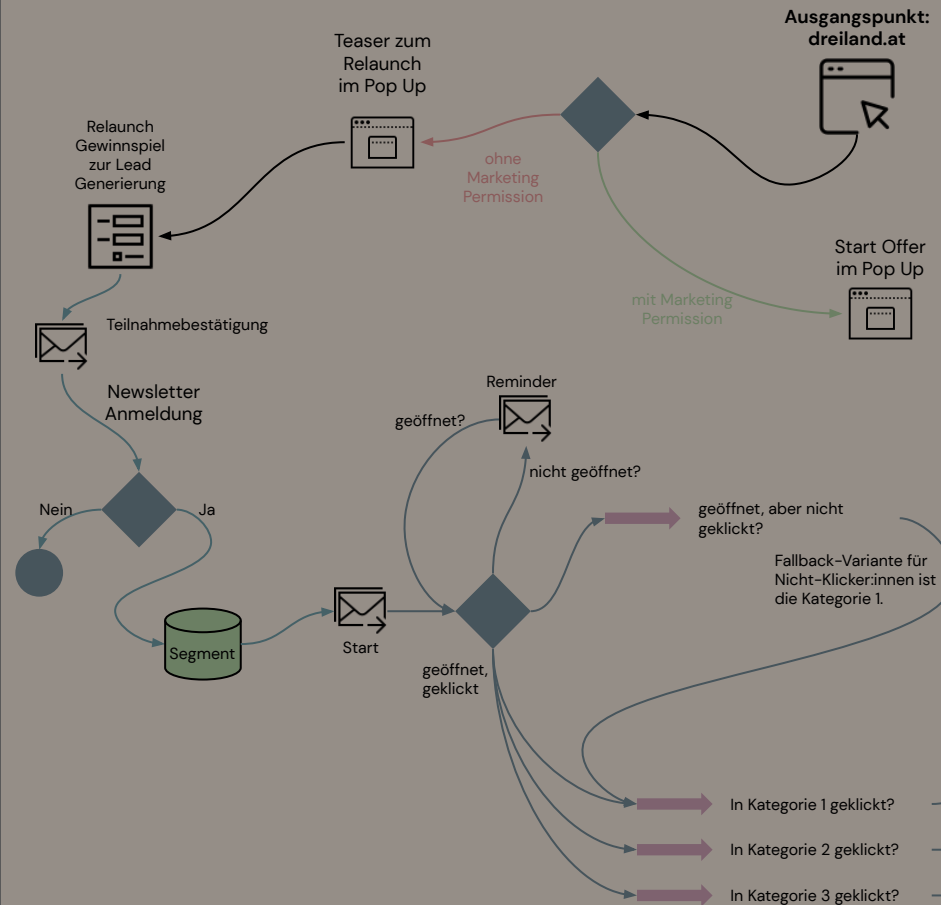 Ausgangspunkt:
dreiland.at
Teaser zum
Relaunch
im Pop Up
Relaunch
Gewinnspiel
zur Lead
Generierung
ohne
Marketing
Permission
Start Offer
im Pop Up
mit Marketing
Permission
Teilnahmebestätigung
Newsletter
Anmeldung
Reminder
geöffnet?
nicht geöffnet?
Nein
Ja
geöffnet, aber nicht
geklickt?
Fallback-Variante für
Nicht-Klicker:innen ist
die Kategorie 1.
Segment
Start
geöffnet,
geklickt
In Kategorie 1 geklickt?
In Kategorie 2 geklickt?
In Kategorie 3 geklickt?